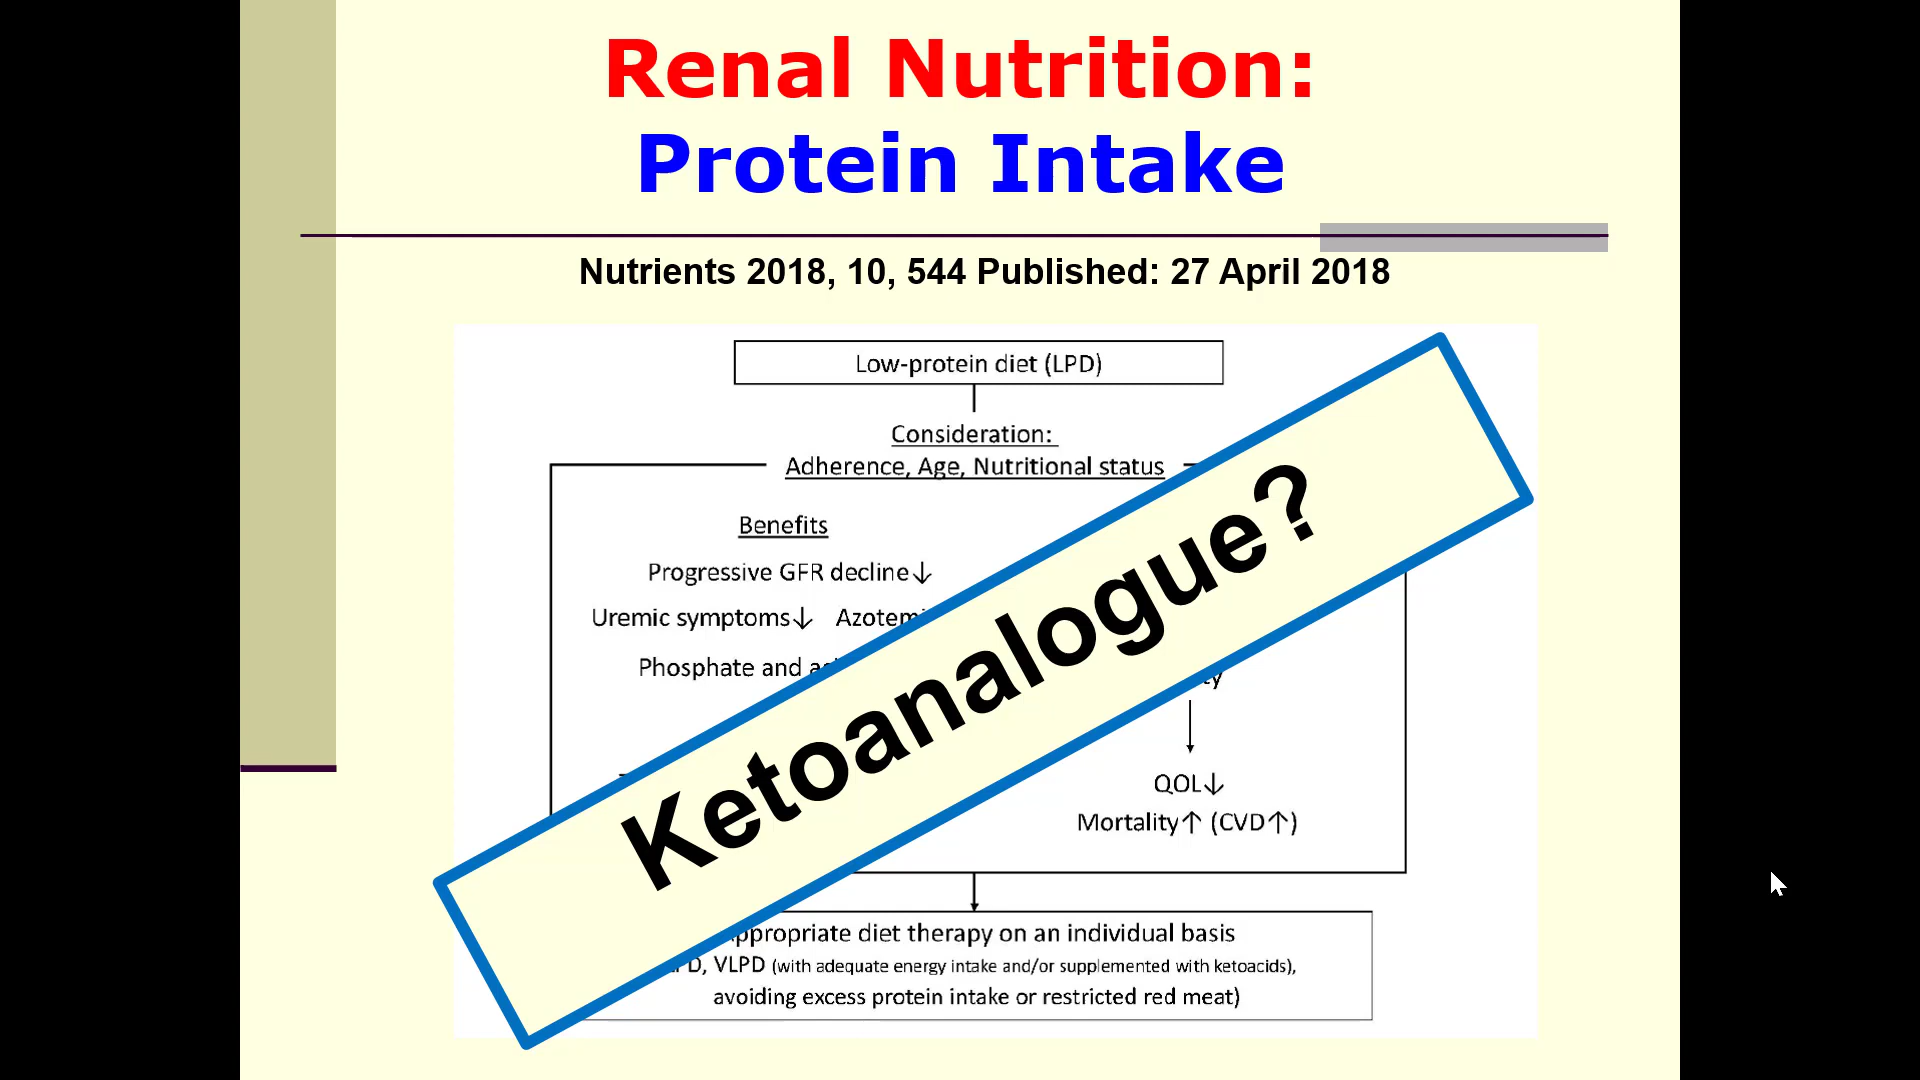 Renal Nutrition:
Protein Intake
Nutrients 2018, 10, 544 Published: 27 April 2018
Low-protein diet (LPD)
Consideration:
Adherence, Age, Nutritional status
Benefits
Progressive GFR decline↓
Uremic symptoms↓
Phosphate and
Ketoanalogue?
QOL↓
Mortality↑ (CVD↑)
diet therapy on an individual basis
VLPD (with adequate energy intake and/or supplemented with ketoacids),
avoiding excess protein intake or restricted red meat)